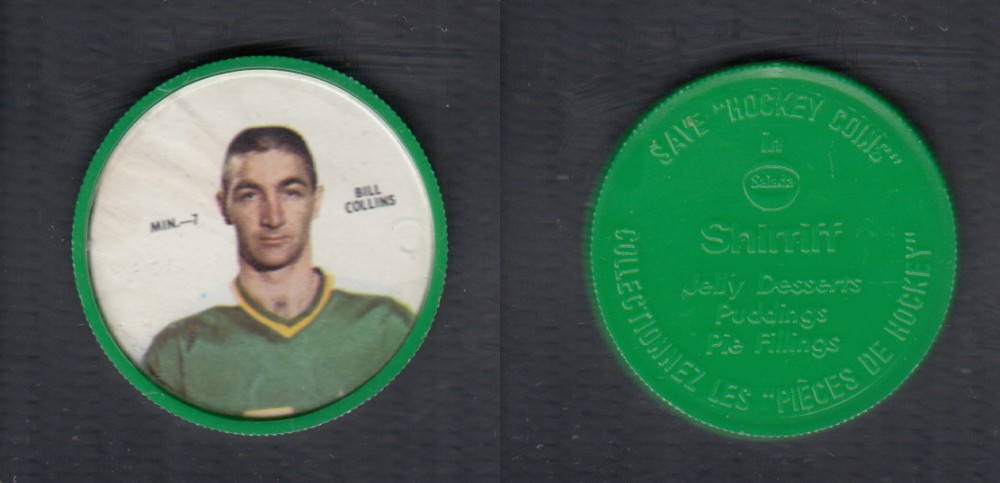 MIN.—7
BILL
COLLINS
SAVE "HOCKEY COINS"
in
Salada
Shirriff
Jelly Desserts
Puddings
Pie Fillings
COLLECTIONNEZ LES "PIÈCES DE HOCKEY"